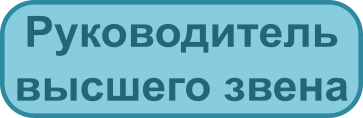 Руководитель
высшего звена